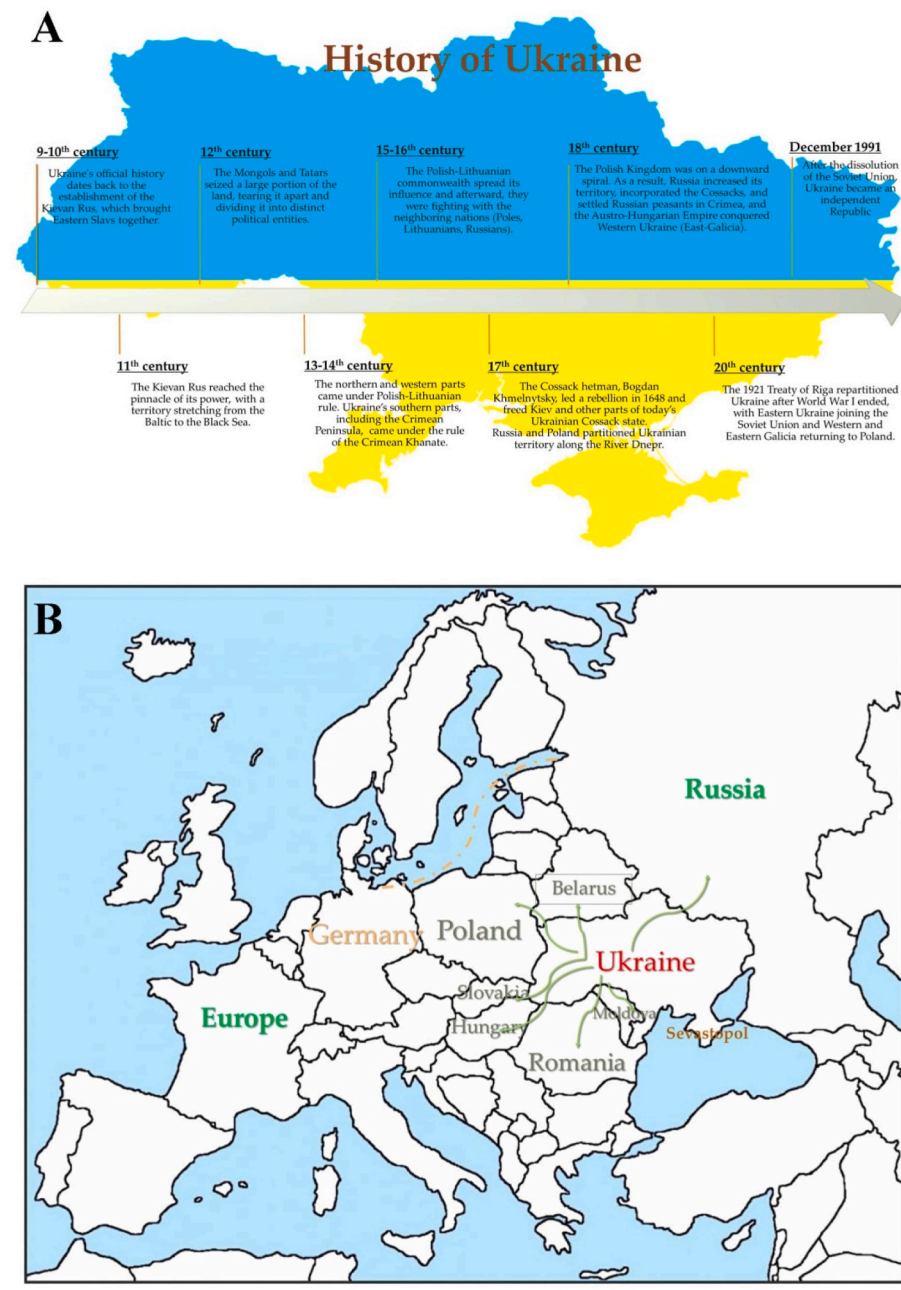 A
History of Ukraine
9-10th century
Ukraine's official history
dates back to the
establishment of the
Kievan Rus, which brought
Eastern Slavs together.
12th century
The Mongols and Tatars
seized a large portion of the
land, tearing it apart and
dividing it into distinct
political entities.
15-16th century
The Polish-Lithuanian
commonwealth spread its
influence and afterward, they
were fighting with the
neighboring nations (Poles,
Lithuanians, Russians).
18th century
The Polish Kingdom was on a downward
spiral. As a result, Russia increased its
territory, incorporated the Cossacks, and
settled Russian peasants in Crimea, and
the Austro-Hungarian Empire conquered
Western Ukraine (East-Galicia).
December 1991
After the dissolution
of the Soviet Union,
Ukraine became an
independent
Republic
11th century
The Kievan Rus reached the
pinnacle of its power, with a
territory stretching from the
Baltic to the Black Sea.
13-14th century
The northern and western parts
came under Polish-Lithuanian
rule. Ukraine's southern parts,
including the Crimean
Peninsula, came under the rule
of the Crimean Khanate.
17th century
The Cossack hetman, Bogdan
Khmelnytsky, led a rebellion in 1648 and
freed Kiev and other parts of today's
Ukrainian Cossack state.
Russia and Poland partitioned Ukrainian
territory along the River Dnepr.
20th century
The 1921 Treaty of Riga repartitioned
Ukraine after World War I ended,
with Eastern Ukraine joining the
Soviet Union and Western and
Eastern Galicia returning to Poland.
B
Russia
Belarus
Germany
Poland
Ukraine
Slovakia
Europe
Hungary
Moldova
Sevastopol
Romania